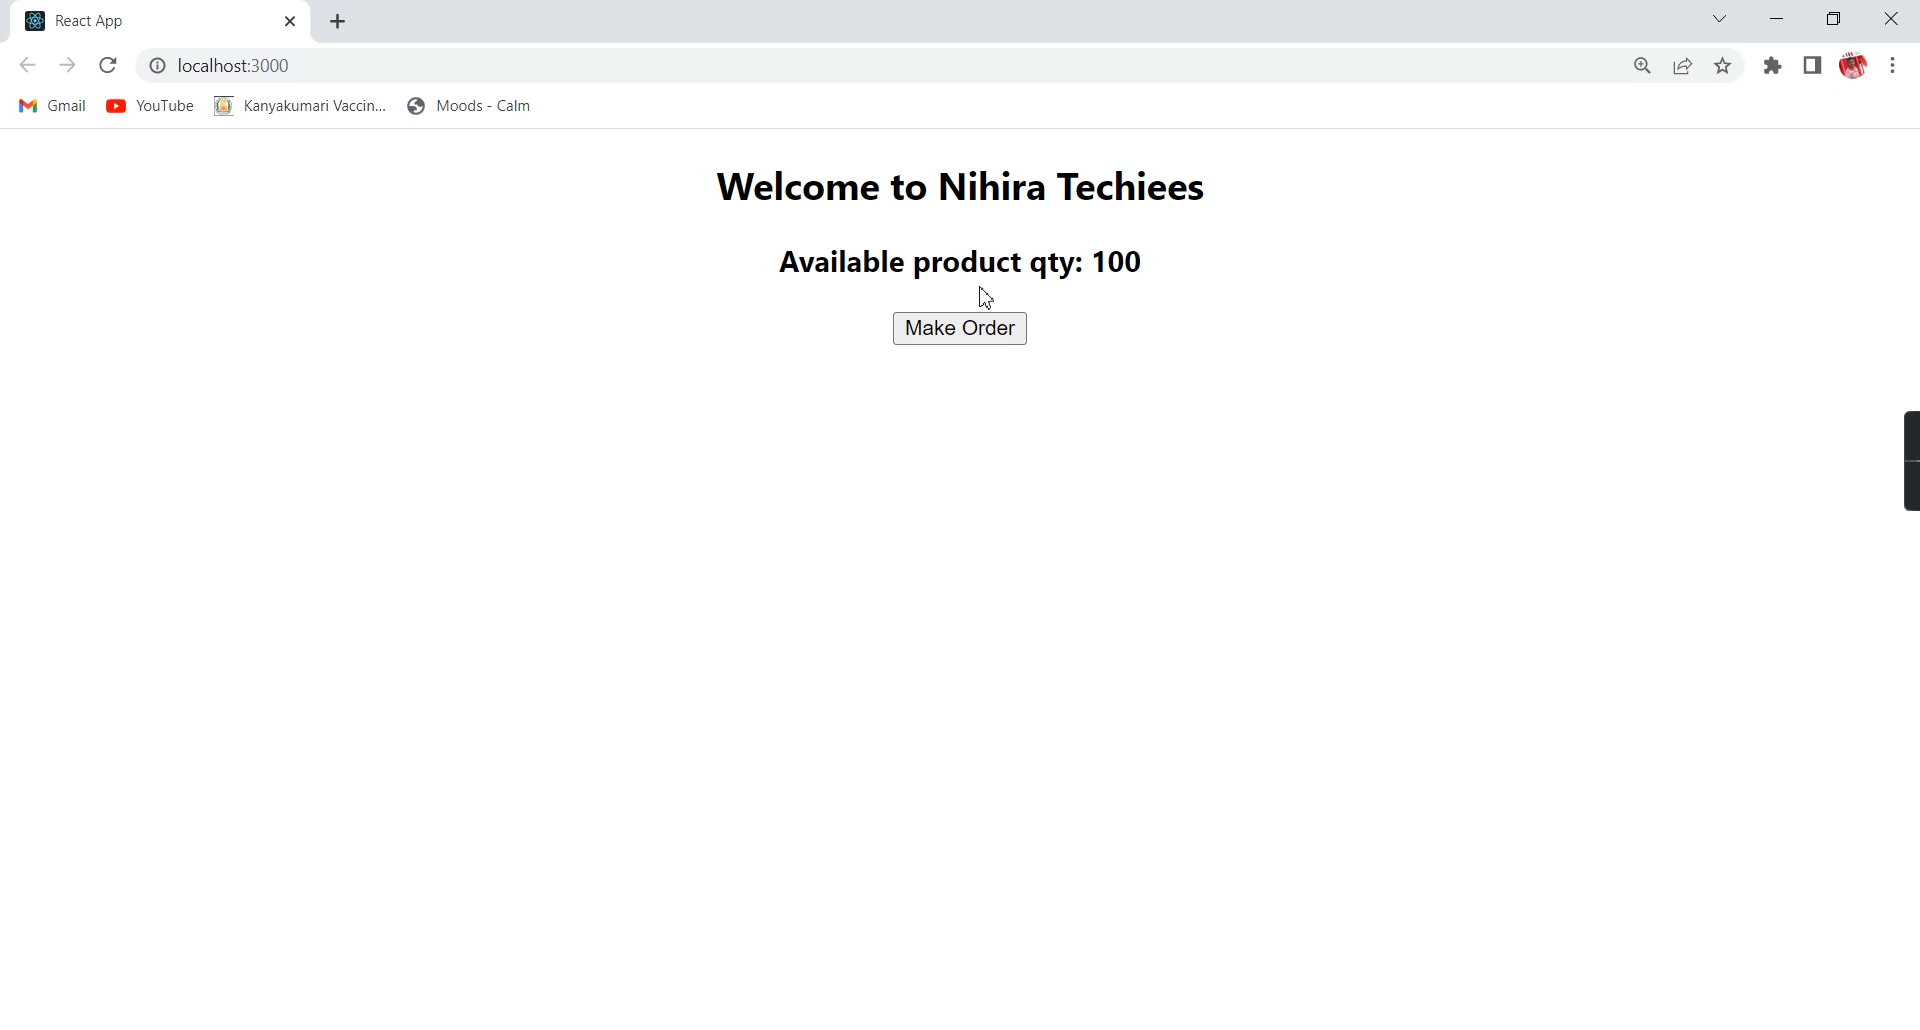 React App
localhost:3000
Gmail YouTube Kanyakumari Vaccin... Moods - Calm
Welcome to Nihira Techiees
Available product qty: 100
Make Order